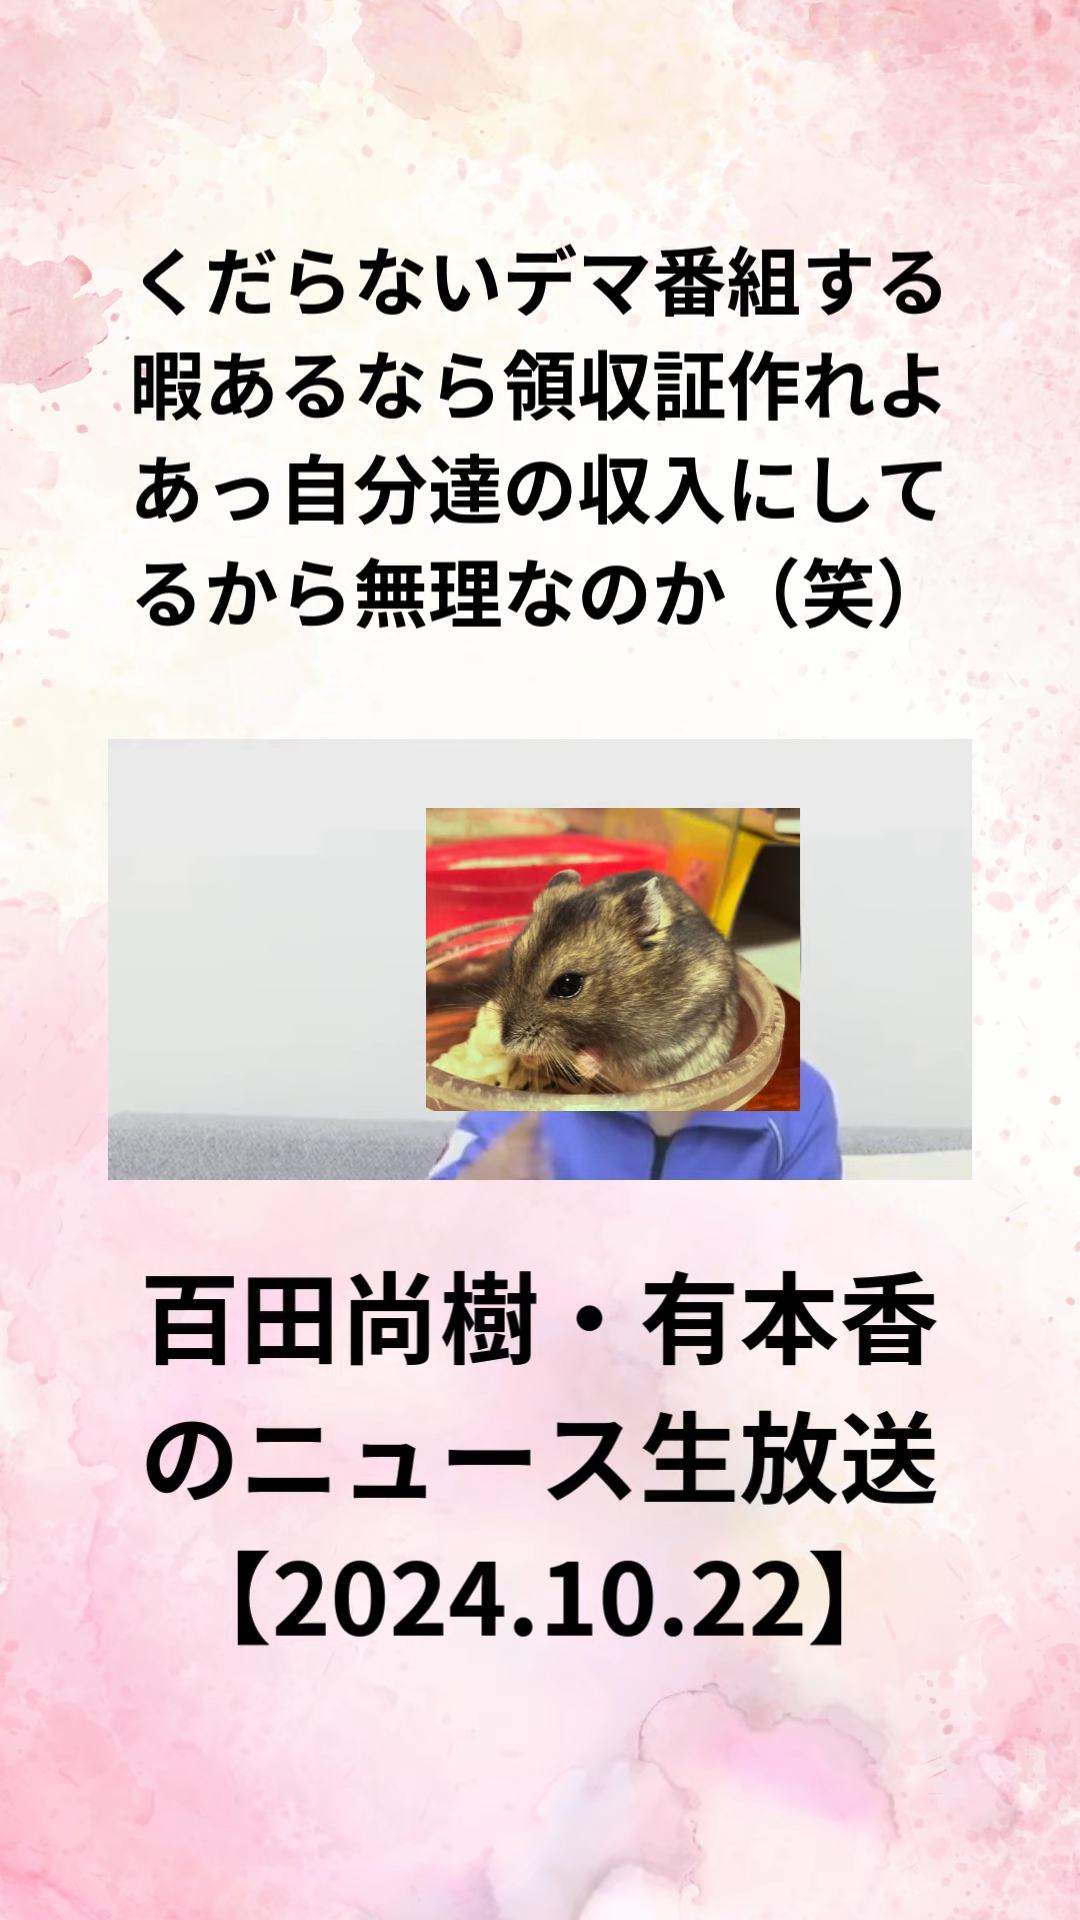 くだらないデマ番組する
暇あるなら領収証作れよ
あっ自分達の収入にして
るから無理なのか（笑）
百田尚樹・有本香
のニュース生放送
【2024.10.22】